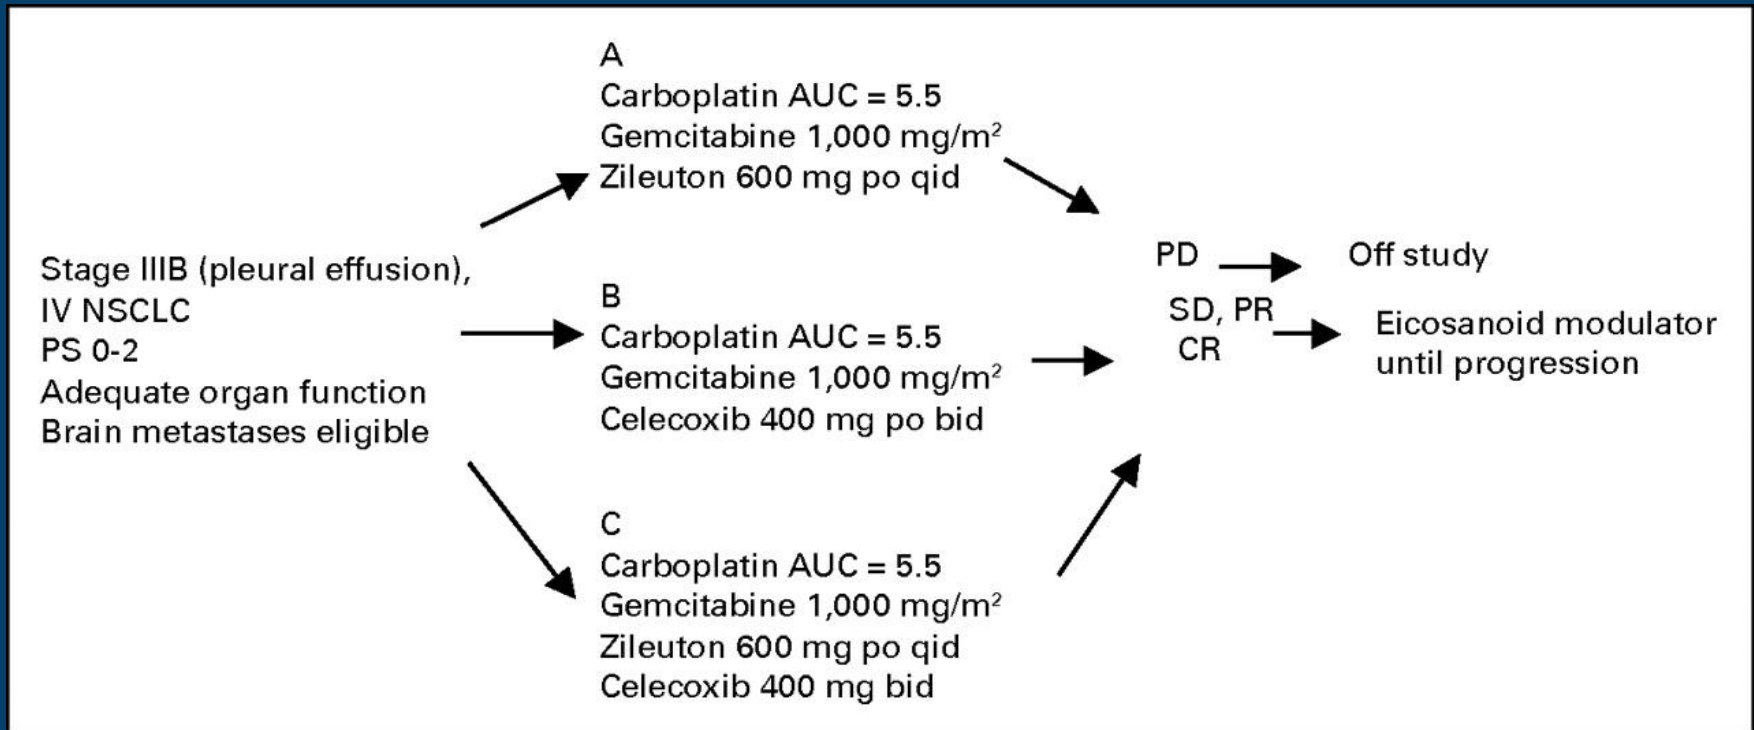 Stage IIIB (pleural effusion),
IV NSCLC
PS 0-2
Adequate organ function
Brain metastases eligible
A
Carboplatin AUC = 5.5
Gemcitabine 1,000 mg/m²
Zileuton 600 mg po qid
B
Carboplatin AUC = 5.5
Gemcitabine 1,000 mg/m²
Celecoxib 400 mg po bid
C
Carboplatin AUC = 5.5
Gemcitabine 1,000 mg/m²
Zileuton 600 mg po qid
Celecoxib 400 mg bid
PD
Off study
SD, PR
CR
Eicosanoid modulator
until progression